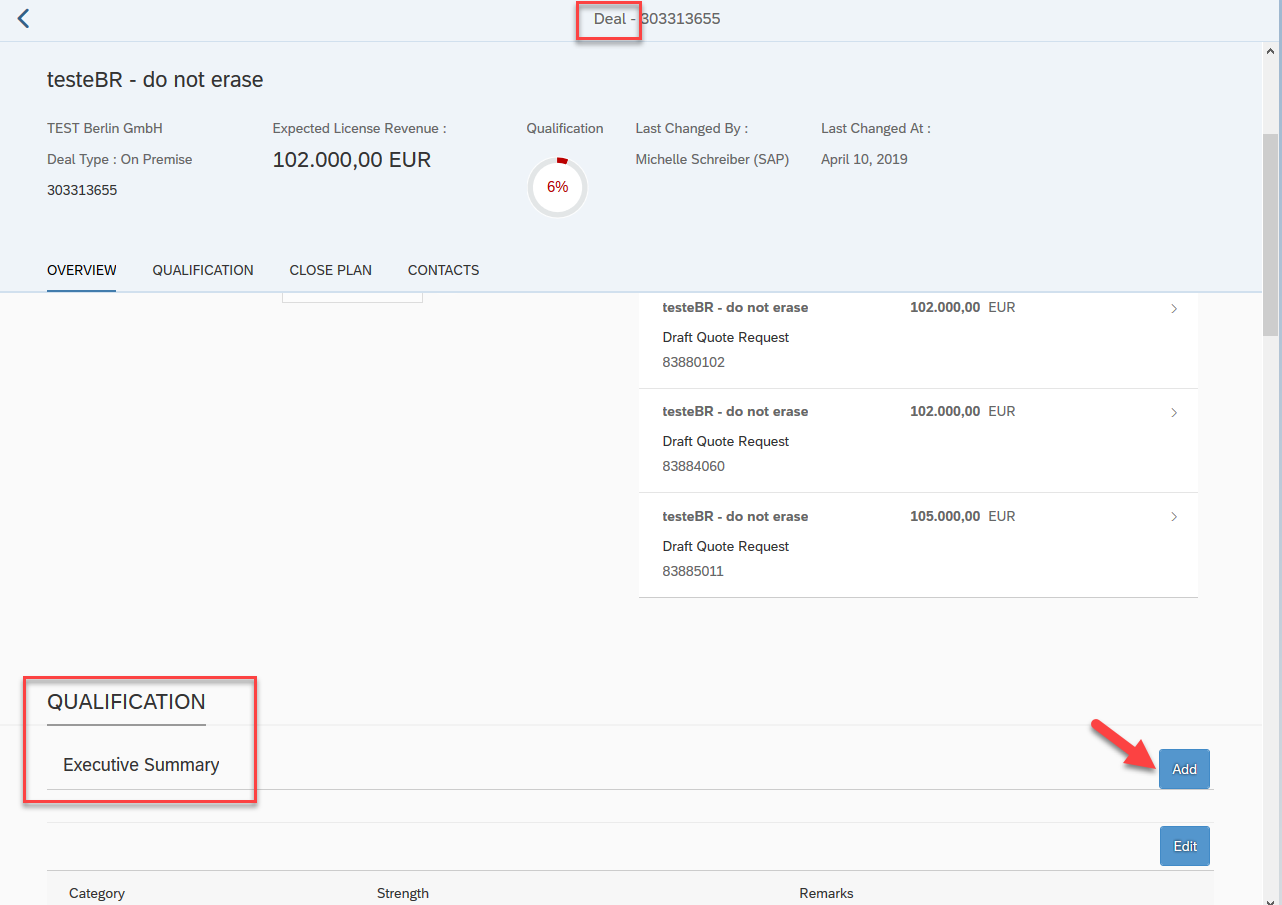 Deal - 303313655
testeBR - do not erase
TEST Berlin GmbH
Deal Type : On Premise
303313655
Expected License Revenue :
102.000,00 EUR
Qualification
6%
Last Changed By :
Michelle Schreiber (SAP)
Last Changed At :
April 10, 2019
OVERVIEW QUALIFICATION CLOSE PLAN CONTACTS
testeBR - do not erase 102.000,00 EUR
Draft Quote Request
83880102
testeBR - do not erase 102.000,00 EUR
Draft Quote Request
83884060
testeBR - do not erase 105.000,00 EUR
Draft Quote Request
83885011
QUALIFICATION
Executive Summary
Add
Edit
Category Strength Remarks